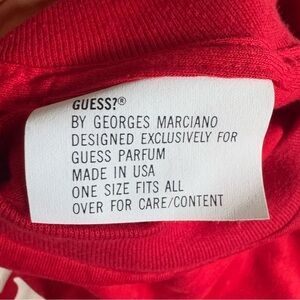 GUESS?®
BY GEORGES MARCIANO
DESIGNED EXCLUSIVELY FOR
GUESS PARFUM
MADE IN USA
ONE SIZE FITS ALL
OVER FOR CARE/CONTENT